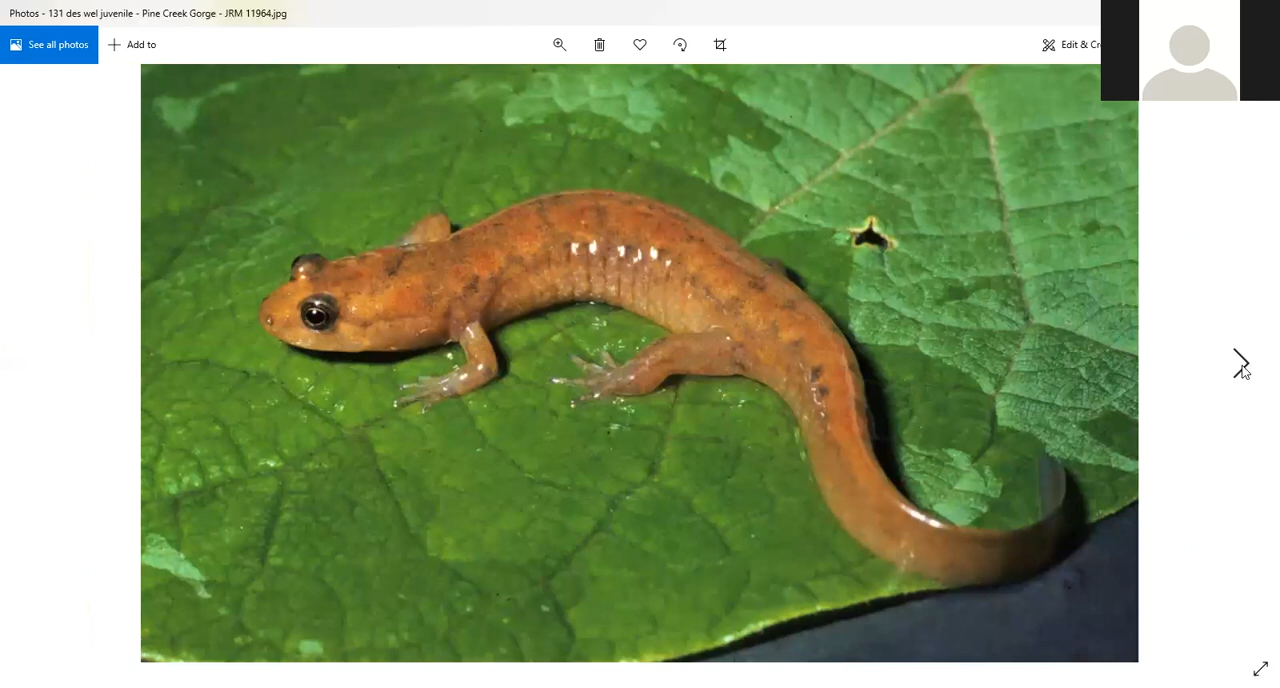 Photos - 131 des wel juvenile - Pine Creek Gorge - JRM 11964.jpg
See all photos
Add to
Edit & Cr